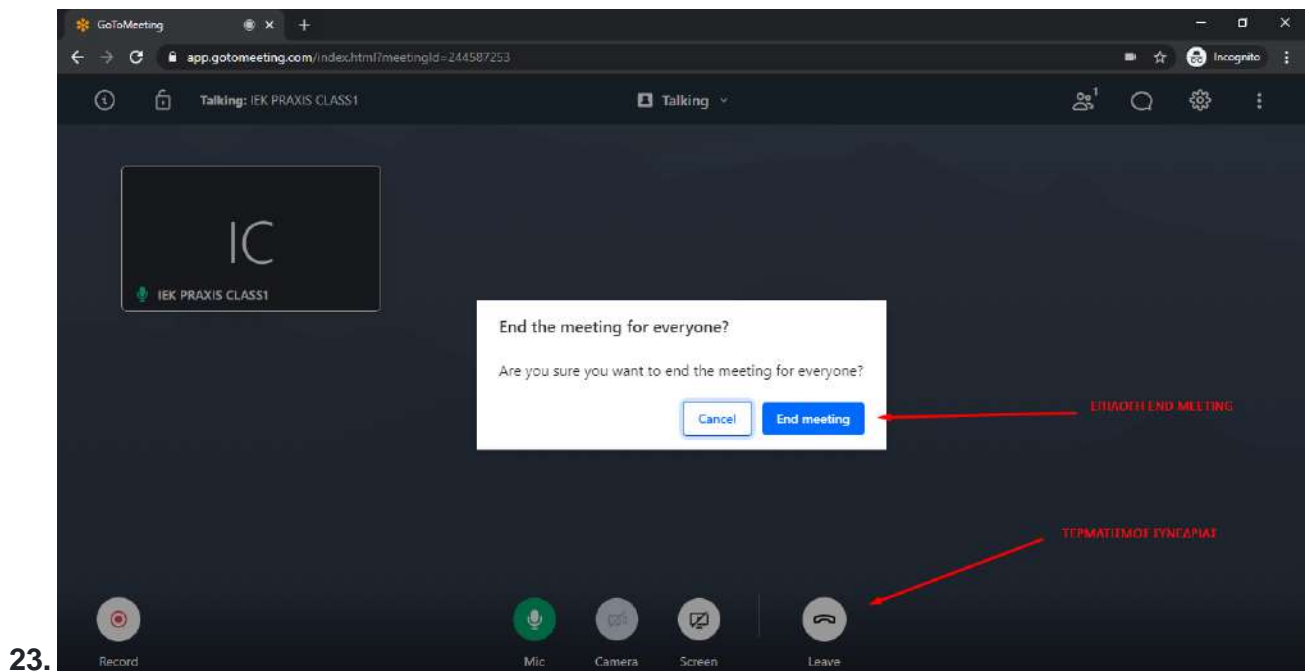 GoToMeeting
app.gotomeeting.com/index.html?meetingId=244587253
Incognito
Talking: IEK PRAXIS CLASS1
Talking
1
IC
IEK PRAXIS CLASS1
End the meeting for everyone?
Are you sure you want to end the meeting for everyone?
Cancel
End meeting
ΕΠΙΛΟΓΗ END MEETING
ΤΕΡΜΑΤΙΣΜΟΣ ΣΥΝΕΔΡΙΑΣ
23.
Record
Mic
Camera
Screen
Leave